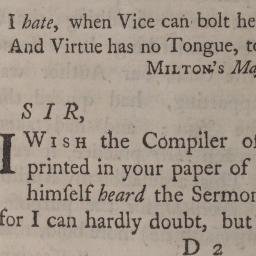 I hate, when Vice can bolt he
And Virtue has no Tongue, to
MILTON's Ma
SIR,
I WISH the Compiler of
printed in your paper of
himſelf heard the Sermon
for I can hardly doubt, but
D 2